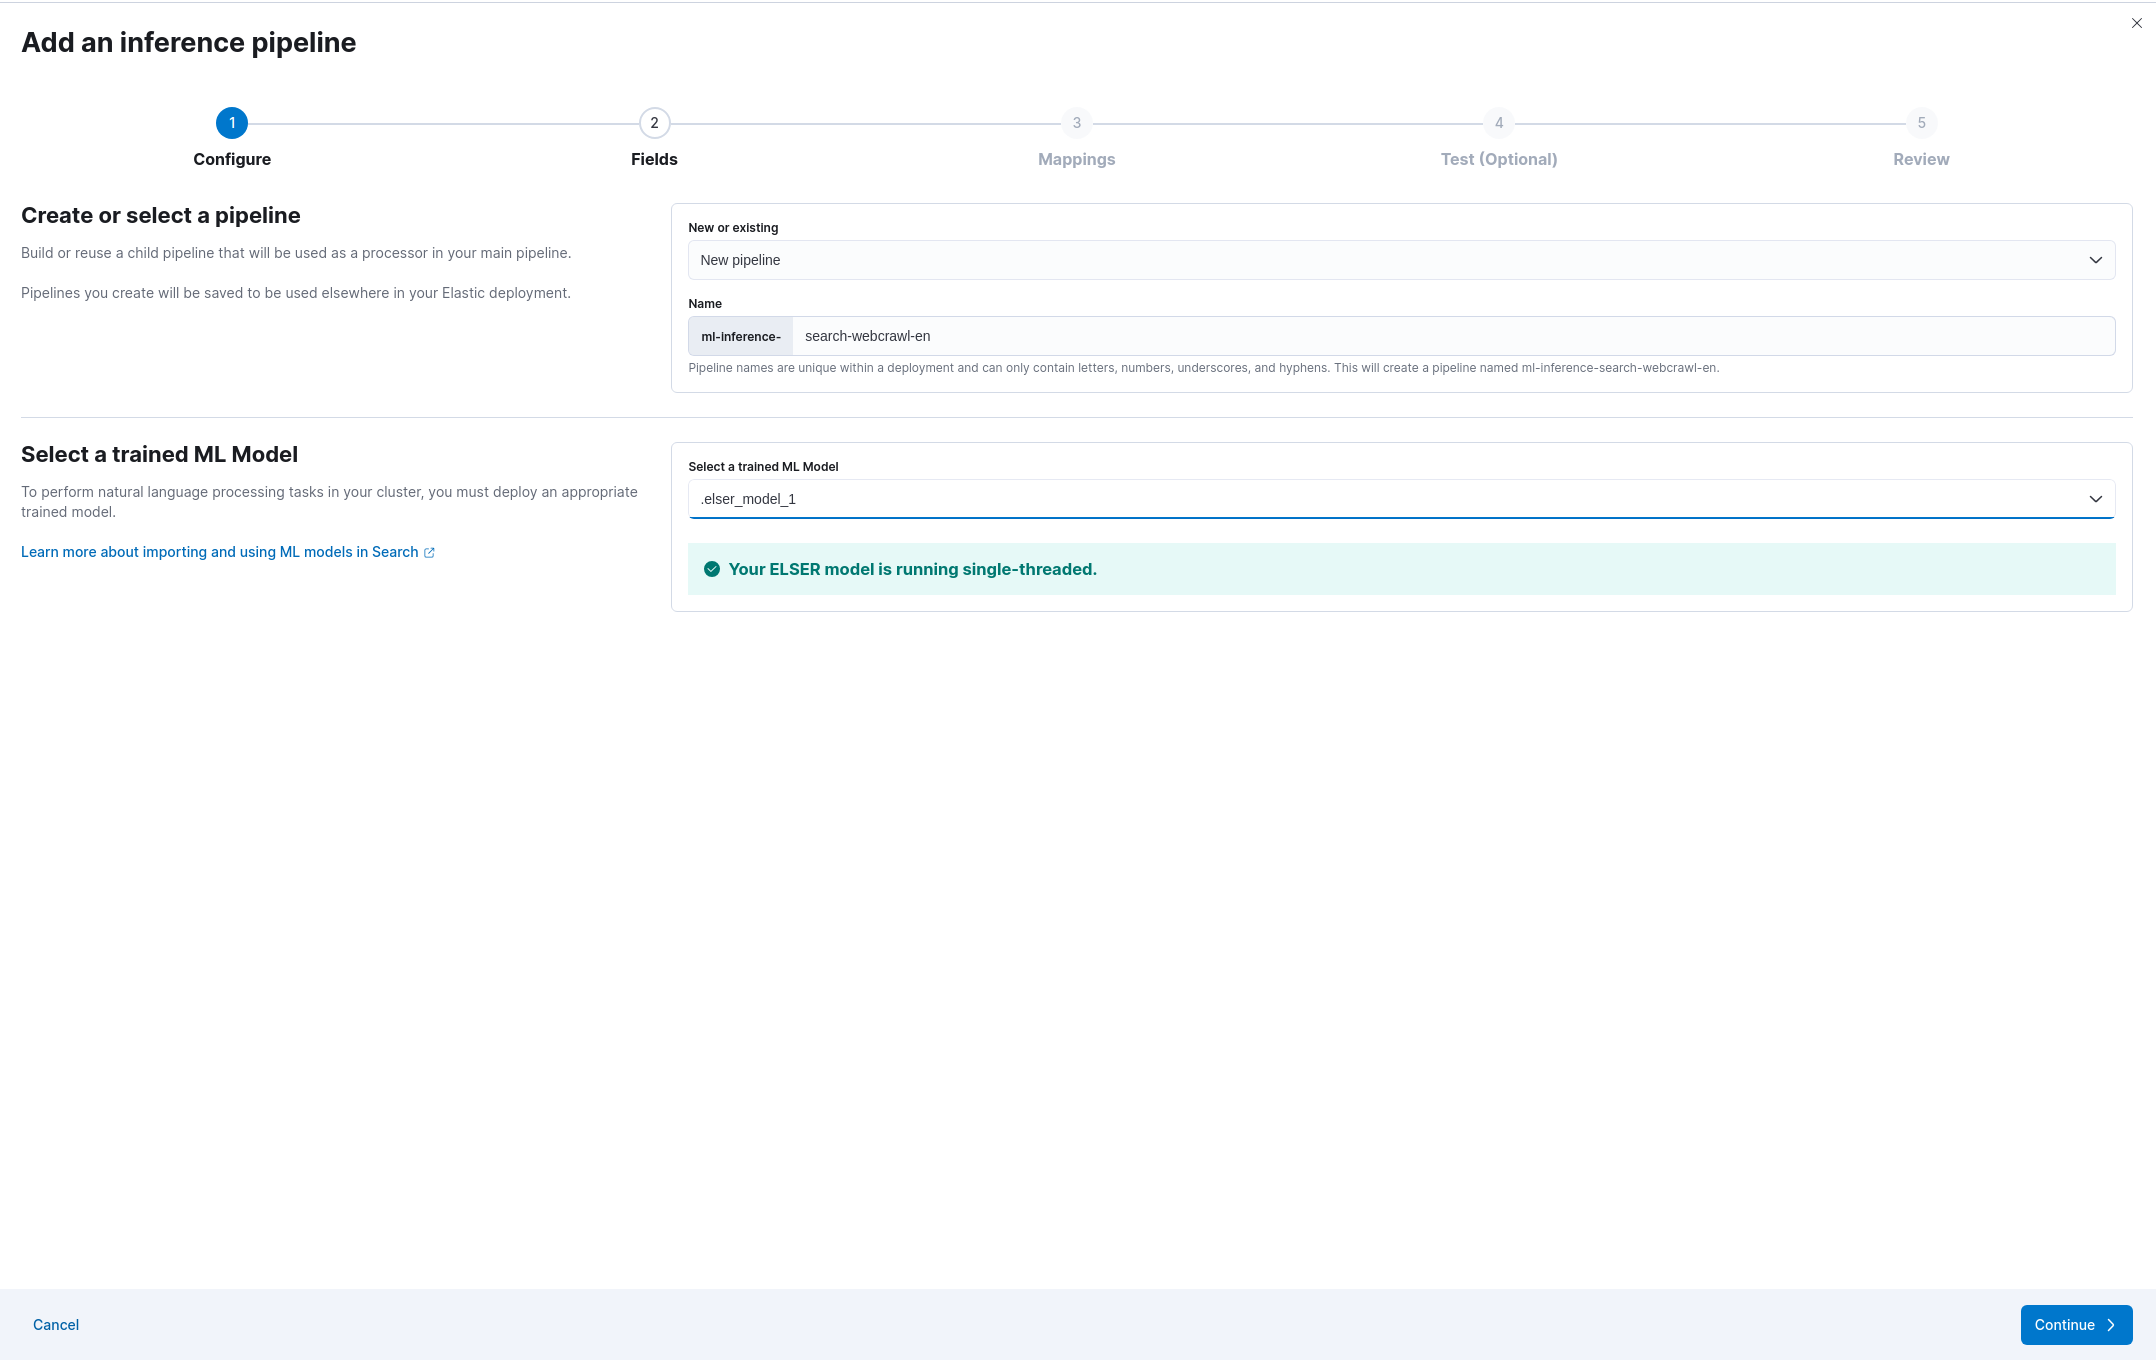 Add an inference pipeline
1
2
3
4
5
Configure
Fields
Mappings
Test (Optional)
Review
Create or select a pipeline
Build or reuse a child pipeline that will be used as a processor in your main pipeline.
Pipelines you create will be saved to be used elsewhere in your Elastic deployment.
New or existing
New pipeline
Name
ml-inference- search-webcrawl-en
Pipeline names are unique within a deployment and can only contain letters, numbers, underscores, and hyphens. This will create a pipeline named ml-inference-search-webcrawl-en.
Select a trained ML Model
To perform natural language processing tasks in your cluster, you must deploy an appropriate
trained model.
Learn more about importing and using ML models in Search
Select a trained ML Model
.elser_model_1
Your ELSER model is running single-threaded.
Cancel
Continue